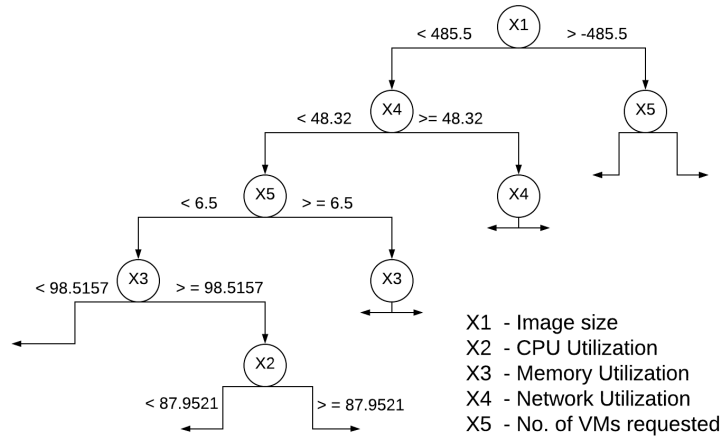 X1
< 485.5
> -485.5
X4
X5
< 48.32
>= 48.32
X5
X4
< 6.5
> = 6.5
X3
X3
< 98.5157
> = 98.5157
X2
< 87.9521
> = 87.9521
X1 - Image size
X2 - CPU Utilization
X3 - Memory Utilization
X4 - Network Utilization
X5 - No. of VMs requested